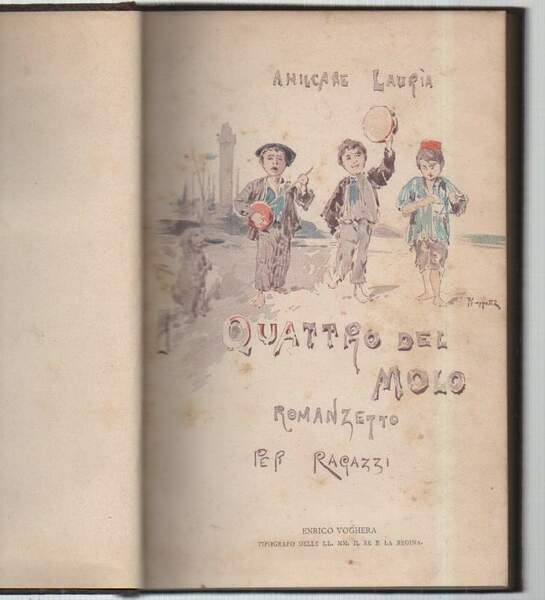 AMILCARE LAURIA
QUATTRO DEL
MOLO
ROMANZETTO
PER RAGAZZI
ENRICO VOGHERA
TIPOGRAFO DELLE LL. MM. IL RE E LA REGINA.